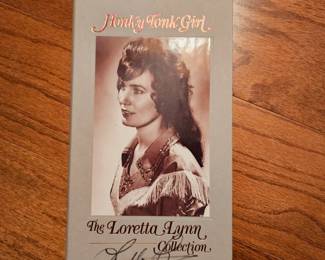 Honky Tonk Girl
The Loretta Lynn
Collection